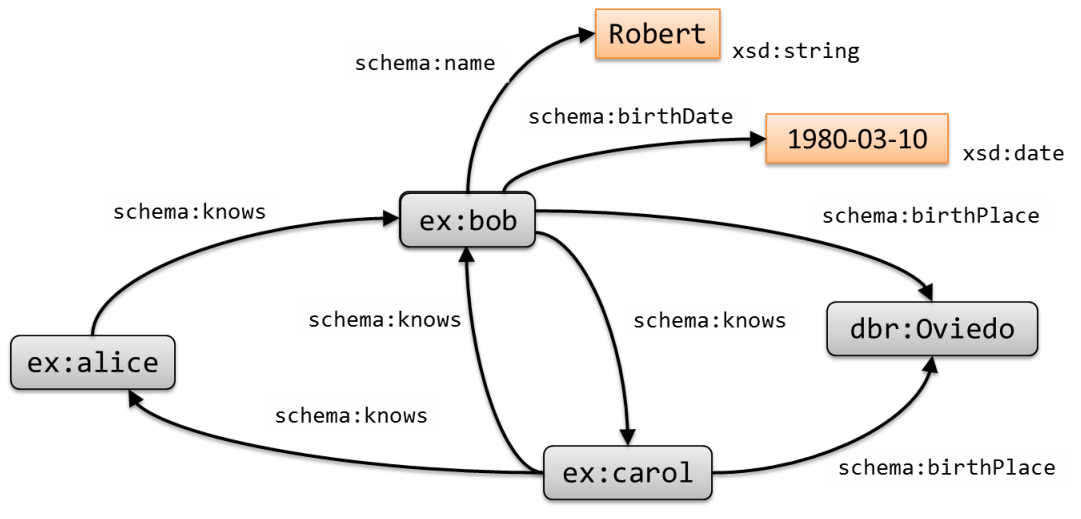 Robert
xsd:string
schema:name
schema:birthDate
1980-03-10
xsd:date
schema:knows
ex:bob
schema:birthPlace
schema:knows
schema:knows
dbr:Oviedo
ex:alice
schema:knows
ex:carol
schema:birthPlace